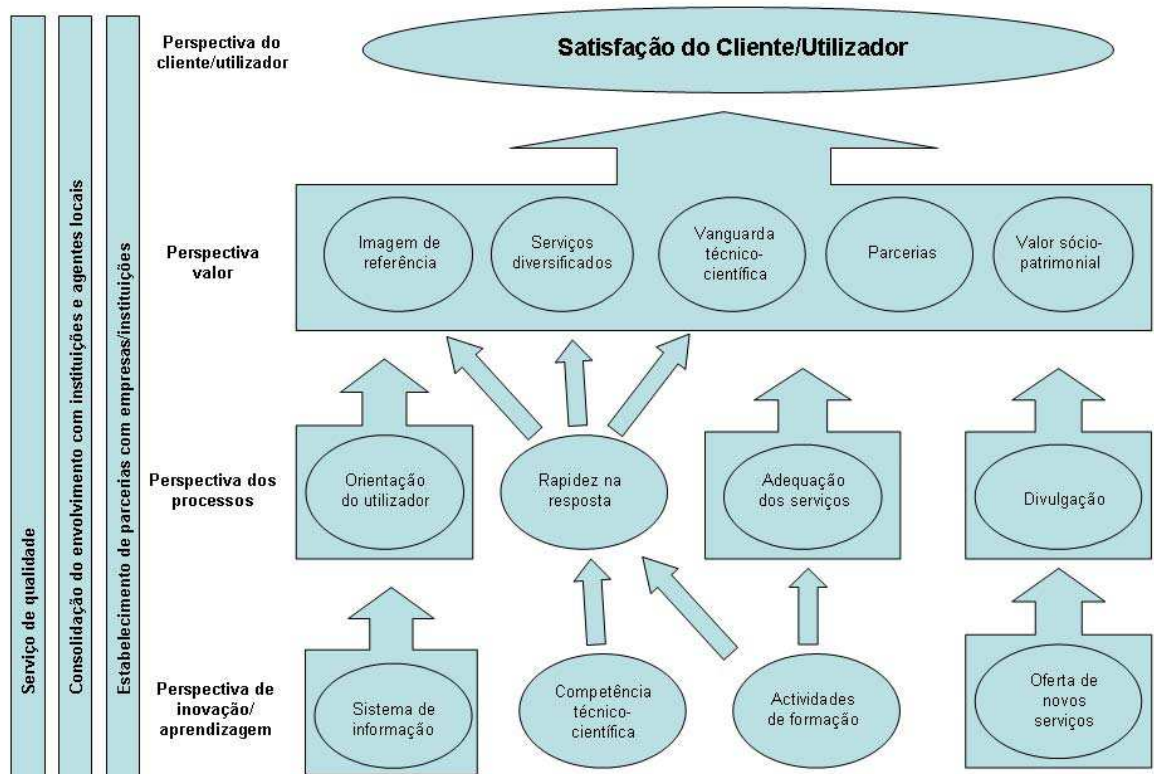 Serviço de qualidade
Consolidação do envolvimento com instituições e agentes locais
Estabelecimento de parcerias com empresas/instituições
Perspectiva do
cliente/utilizador
Satisfação do Cliente/Utilizador
Perspectiva
valor
Imagem de
referência
Serviços
diversificados
Vanguarda
técnico-
científica
Parcerias
Valor sócio-
patrimonial
Perspectiva dos
processos
Orientação
do utilizador
Rapidez na
resposta
Adequação
dos serviços
Divulgação
Perspectiva de
inovação/
aprendizagem
Sistema de
informação
Competência
técnico-
científica
Actividades
de formação
Oferta de
novos
serviços